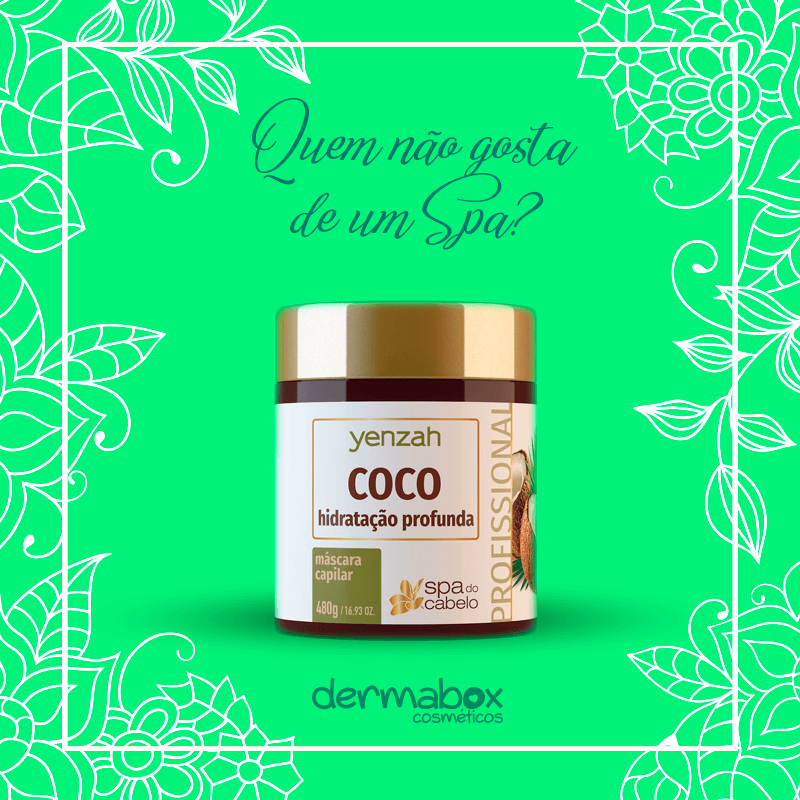 Quem não gosta
de um Spa?
yenzah
COCO
hidratação profunda
máscara
capilar
480g / 16.93 OZ.
spa do
cabelo
PROFISSIONAL
dermabox
cosméticos